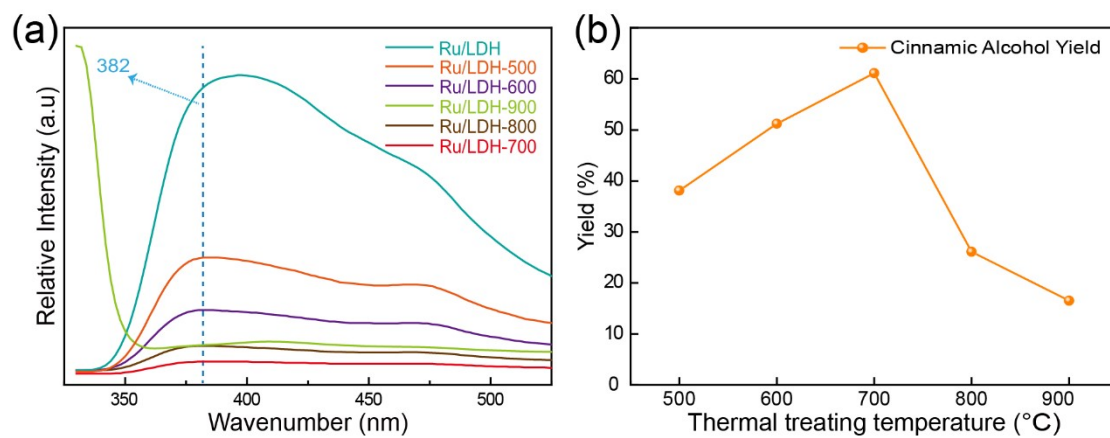 (a)
382
Ru/LDH
Ru/LDH-500
Ru/LDH-600
Ru/LDH-900
Ru/LDH-800
Ru/LDH-700
Relative Intensity (a.u)
350 400 450 500
Wavenumber (nm)
(b)
Cinnamic Alcohol Yield
60
50
40
30
20
10
0
Yield (%)
500 600 700 800 900
Thermal treating temperature (°C)